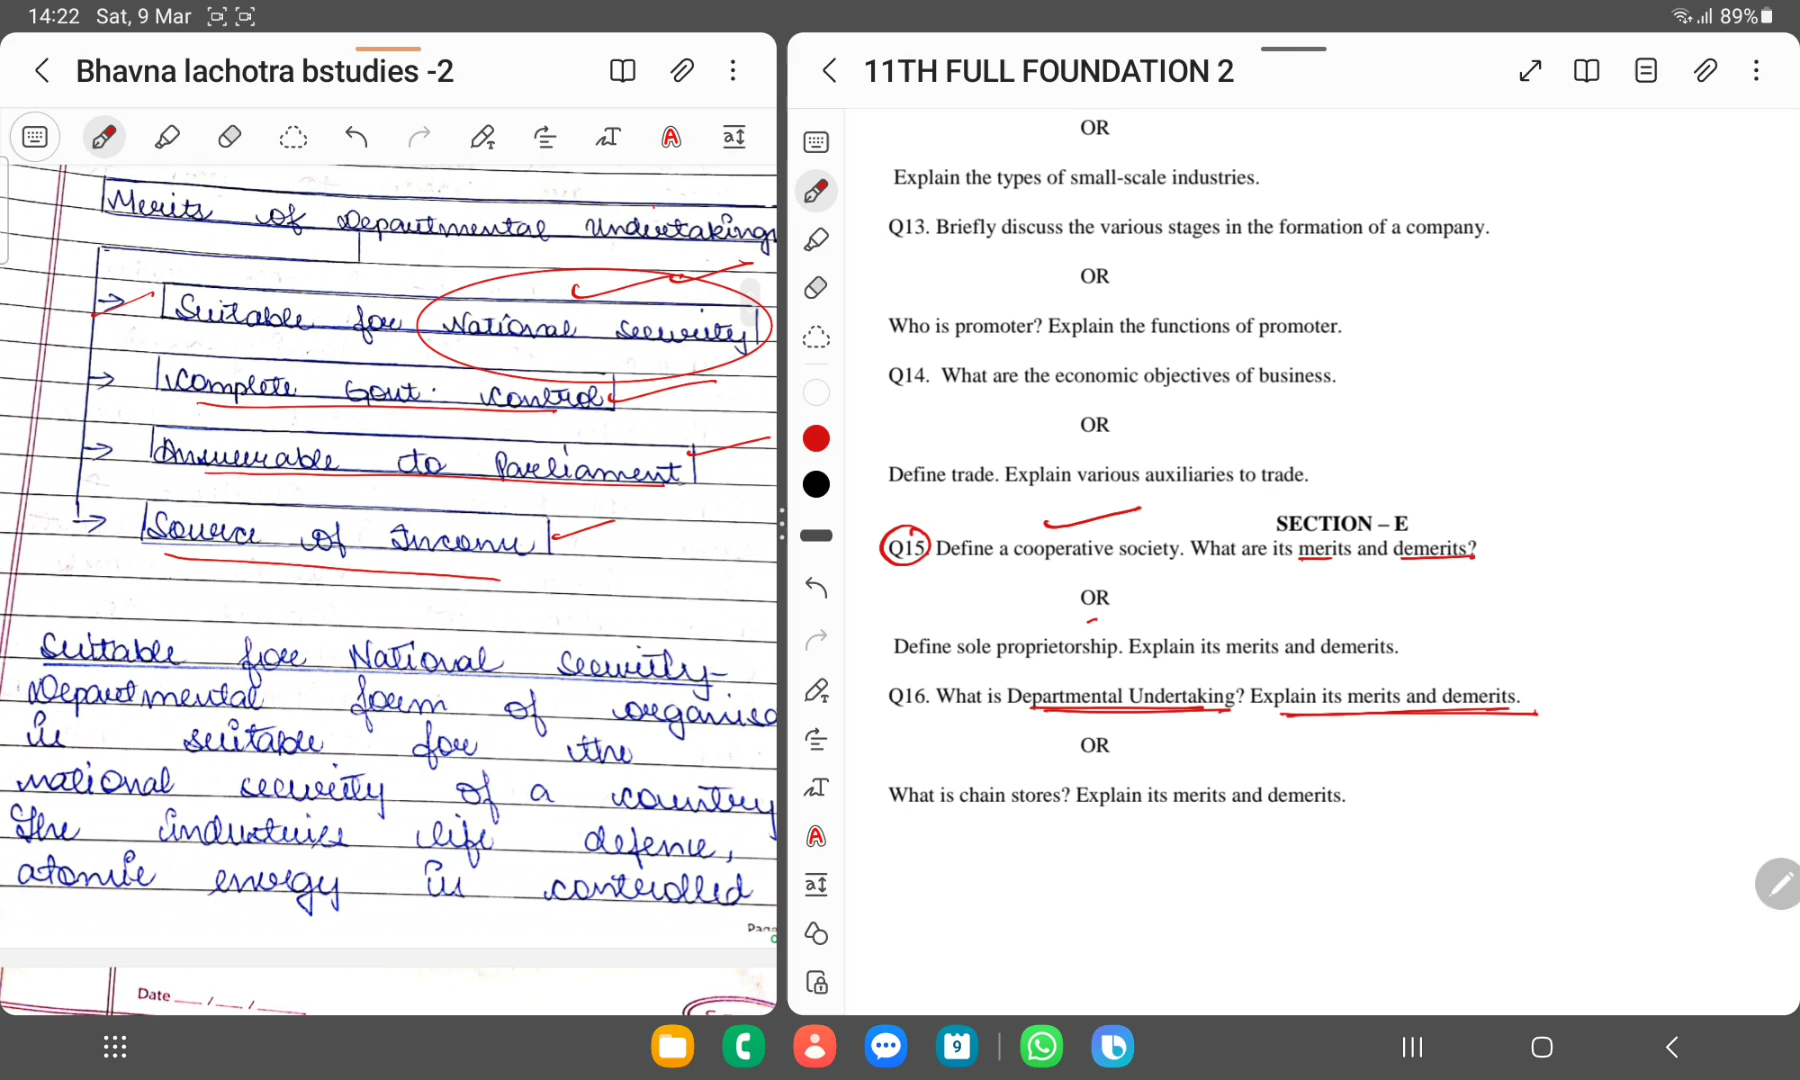 14:22 Sat, 9 Mar
89%
Bhavna lachotra bstudies -2
Merits of Departmental Undertakings
→ Suitable for National Security
→ Complete Govt. Control
→ Answerable to Parliament
→ Source of Income
Suitable for National Security-
Departmental form of organisa
is suitable for the
national security of a country
The industries like defence,
atomic energy is controlled
Page
Date __/__/__
11TH FULL FOUNDATION 2
OR
Explain the types of small-scale industries.
Q13. Briefly discuss the various stages in the formation of a company.
OR
Who is promoter? Explain the functions of promoter.
Q14. What are the economic objectives of business.
OR
Define trade. Explain various auxiliaries to trade.
SECTION – E
Q15. Define a cooperative society. What are its merits and demerits?
OR
Define sole proprietorship. Explain its merits and demerits.
Q16. What is Departmental Undertaking? Explain its merits and demerits.
OR
What is chain stores? Explain its merits and demerits.
9